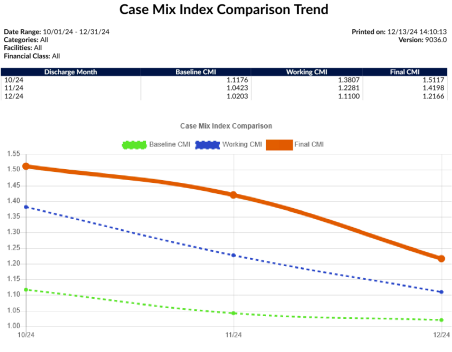 Case Mix Index Comparison Trend
Date Range: 10/01/24 - 12/31/24
Categories: All
Facilities: All
Financial Class: All
Printed on: 12/13/24 14:10:13
Version: 9036.0
Discharge Month Baseline CMI Working CMI Final CMI
10/24 1.1176 1.3807 1.5117
11/24 1.0423 1.2281 1.4198
12/24 1.0203 1.1100 1.2166
Case Mix Index Comparison
Baseline CMI Working CMI Final CMI
1.55
1.50
1.45
1.40
1.35
1.30
1.25
1.20
1.15
1.10
1.05
1.00
10/24 11/24 12/24